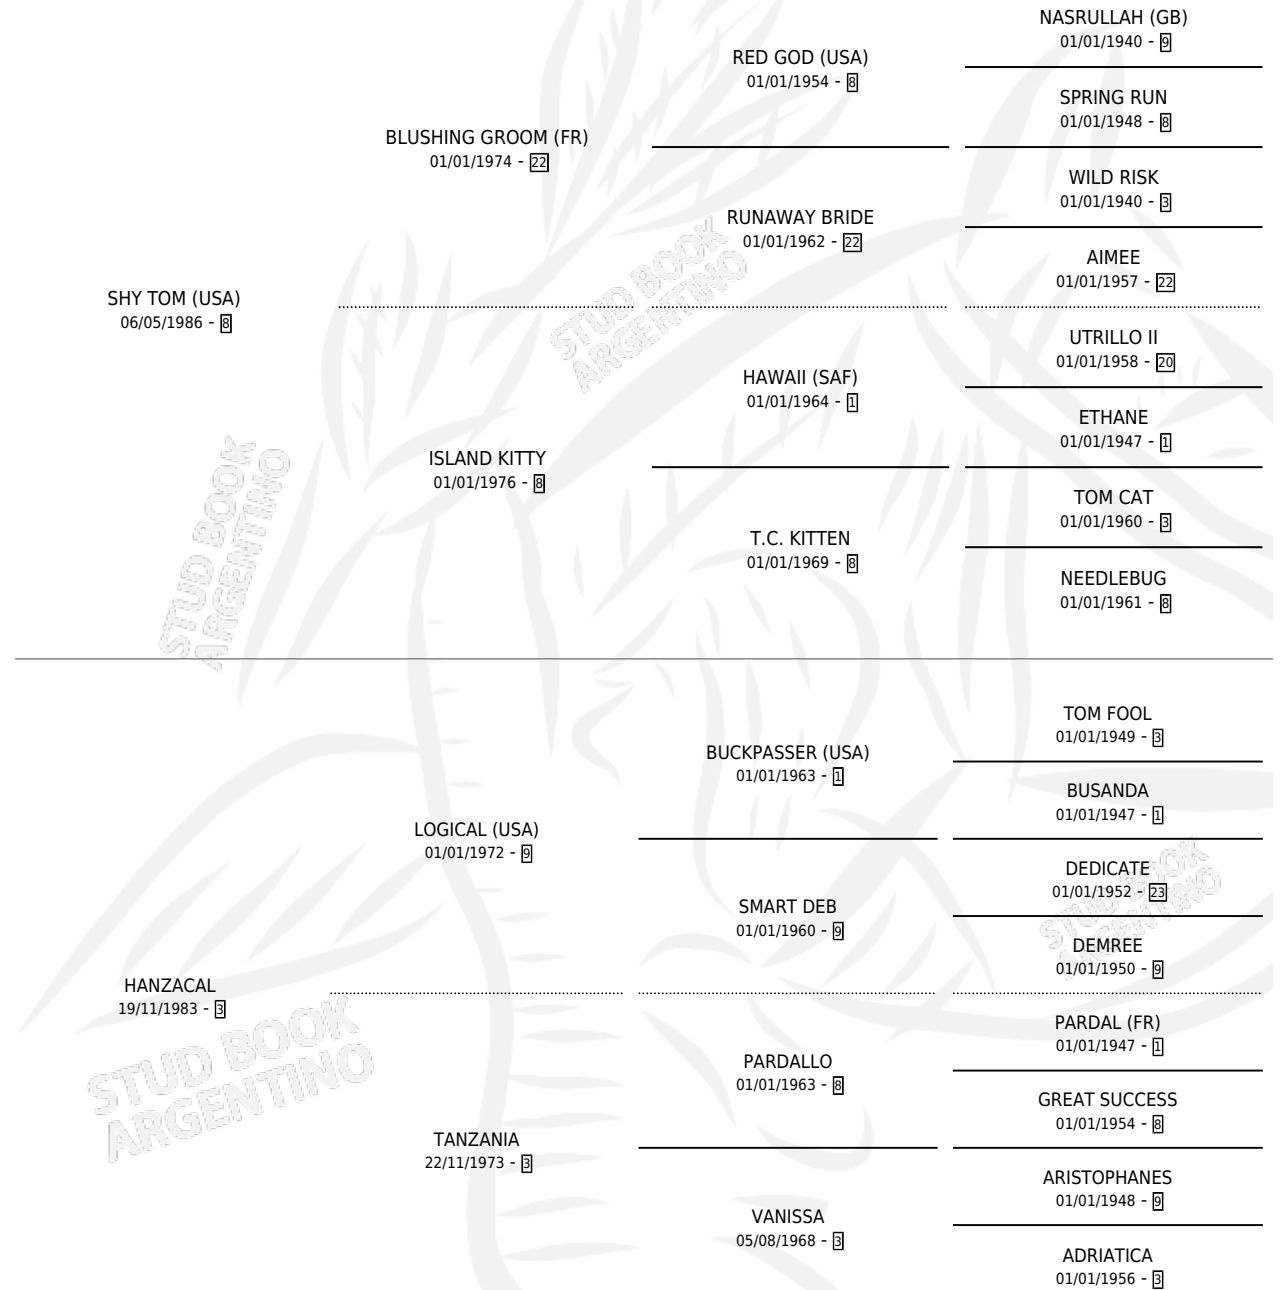 NASRULLAH (GB)
01/01/1940 - 9
RED GOD (USA)
01/01/1954 - 8
SPRING RUN
01/01/1948 - 8
BLUSHING GROOM (FR)
01/01/1974 - 22
WILD RISK
01/01/1940 - 3
RUNAWAY BRIDE
01/01/1962 - 22
AIMEE
01/01/1957 - 22
SHY TOM (USA)
06/05/1986 - 8
UTRILLO II
01/01/1958 - 20
HAWAII (SAF)
01/01/1964 - 1
ETHANE
01/01/1947 - 1
ISLAND KITTY
01/01/1976 - 8
TOM CAT
01/01/1960 - 3
T.C. KITTEN
01/01/1969 - 8
NEEDLEBUG
01/01/1961 - 8
TOM FOOL
01/01/1949 - 3
BUCKPASSER (USA)
01/01/1963 - 1
BUSANDA
01/01/1947 - 1
LOGICAL (USA)
01/01/1972 - 9
DEDICATE
01/01/1952 - 23
SMART DEB
01/01/1960 - 9
DEMREE
01/01/1950 - 9
HANZACAL
19/11/1983 - 3
PARDAL (FR)
01/01/1947 - 1
PARDALLO
01/01/1963 - 8
GREAT SUCCESS
01/01/1954 - 8
TANZANIA
22/11/1973 - 3
ARISTOPHANES
01/01/1948 - 9
VANISSA
05/08/1968 - 3
ADRIATICA
01/01/1956 - 3
STUD BOOK
ARGENTINO
STUD BOOK
ARGENTINO
STUD BOOK
ARGENTINO
STUD BOOK
ARGENTINO